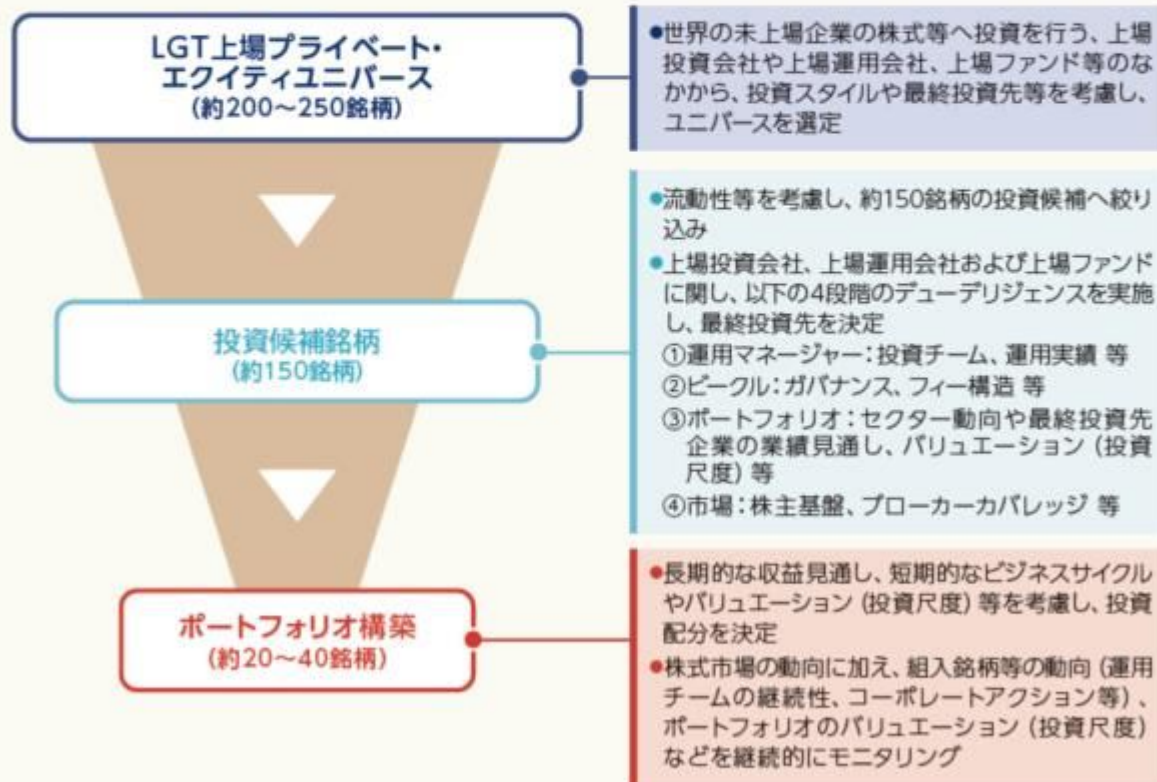 LGT上場プライベート・
エクイティユニバース
(約200～250銘柄)
●世界の未上場企業の株式等へ投資を行う、上場
投資会社や上場運用会社、上場ファンド等のな
かから、投資スタイルや最終投資先等を考慮し、
ユニバースを選定
投資候補銘柄
(約150銘柄)
●流動性等を考慮し、約150銘柄の投資候補へ絞り
込み
●上場投資会社、上場運用会社および上場ファンド
に関し、以下の4段階のデューデリジェンスを実施
し、最終投資先を決定
①運用マネージャー：投資チーム、運用実績 等
②ビークル：ガバナンス、フィー構造 等
③ポートフォリオ：セクター動向や最終投資先
企業の業績見通し、バリュエーション（投資
尺度）等
④市場：株主基盤、ブローカーカバレッジ 等
ポートフォリオ構築
(約20～40銘柄)
●長期的な収益見通し、短期的なビジネスサイクル
やバリュエーション（投資尺度）等を考慮し、投資
配分を決定
●株式市場の動向に加え、組入銘柄等の動向（運用
チームの継続性、コーポレートアクション等）、
ポートフォリオのバリュエーション（投資尺度）
などを継続的にモニタリング